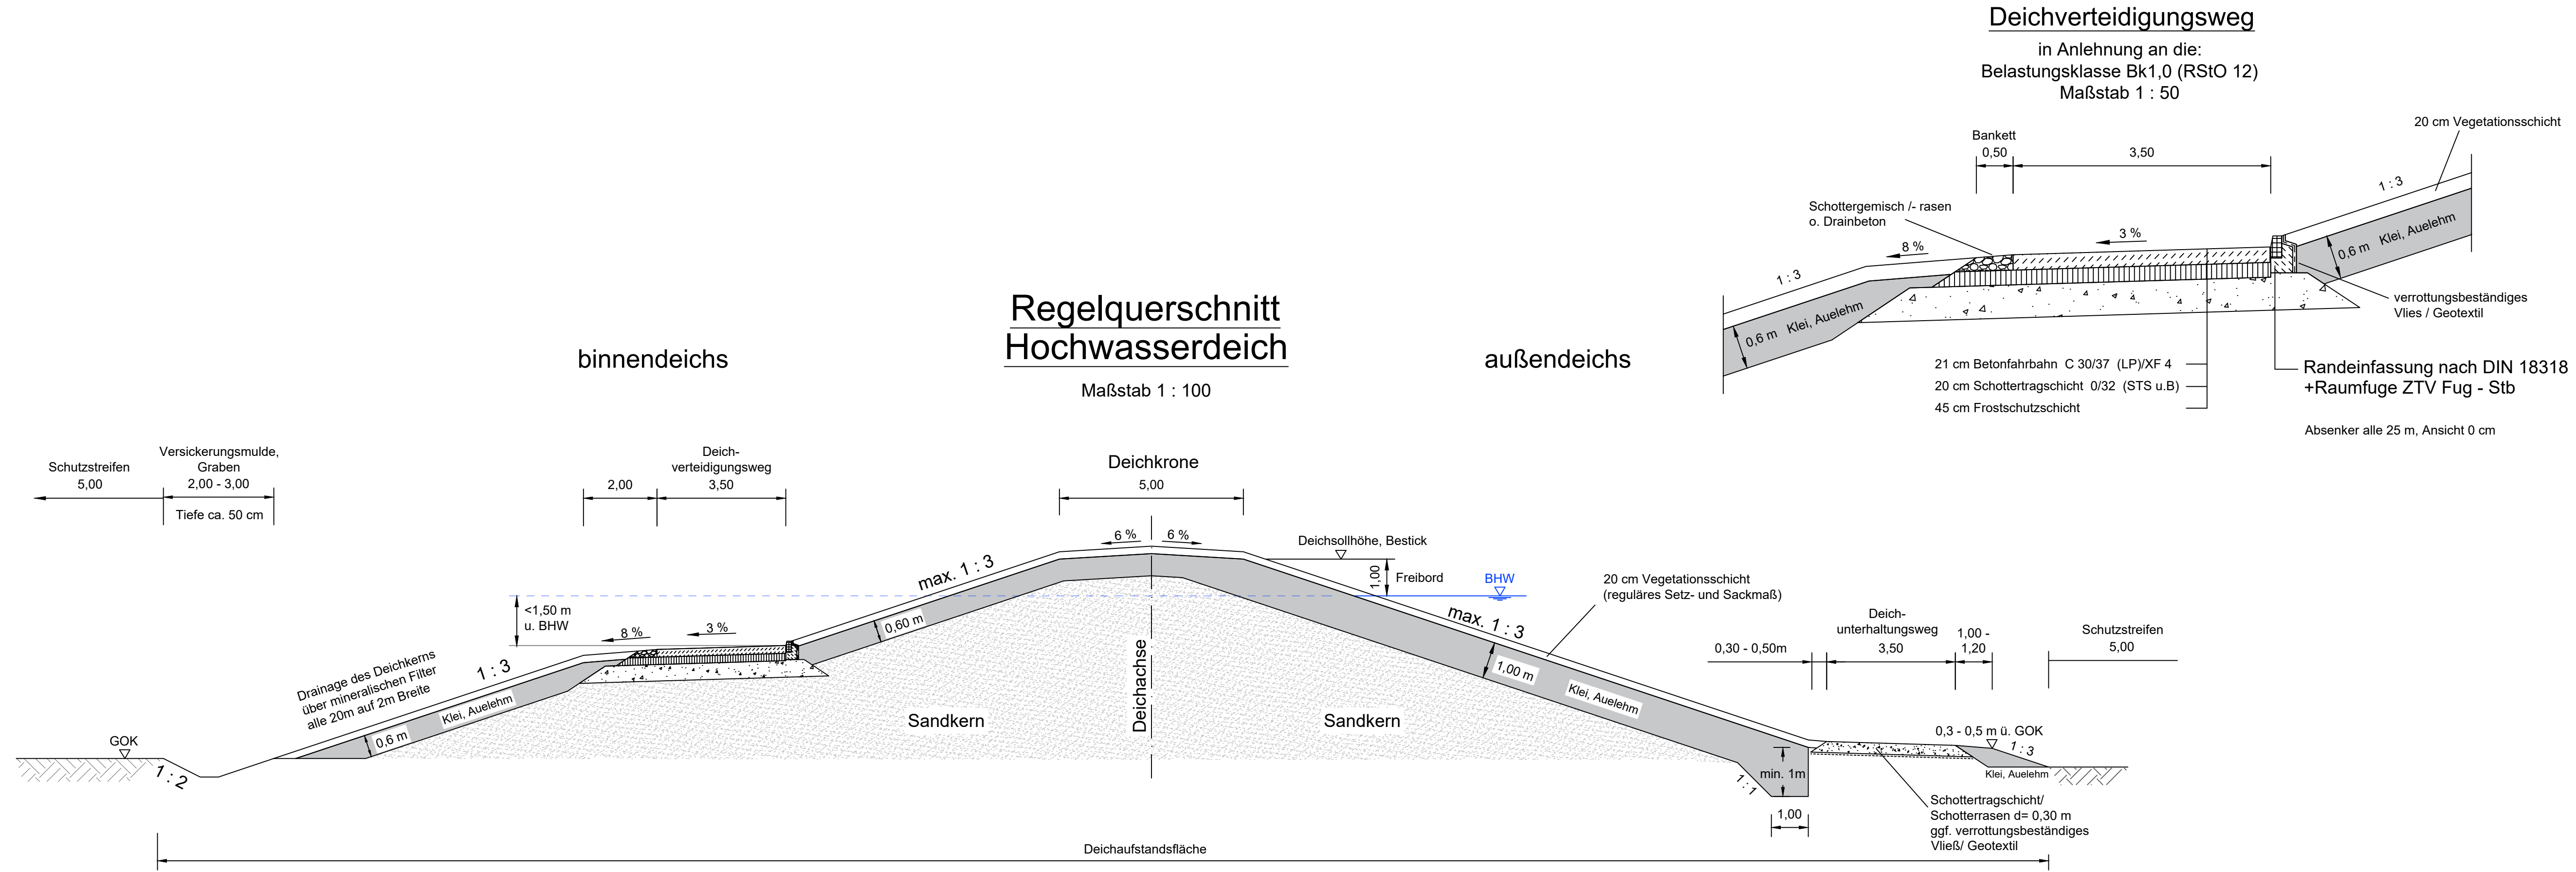 Deichverteidigungsweg
in Anlehnung an die:
Belastungsklasse Bk1,0 (RStO 12)
Maßstab 1 : 50
20 cm Vegetationsschicht
Bankett
0,50
3,50
1 : 3
Schottergemisch /- rasen
o. Drainbeton
8 %
3 %
1 : 3
0,6 m Klei, Auelehm
0,6 m Klei, Auelehm
verrottungsbeständiges
Vlies / Geotextil
21 cm Betonfahrbahn C 30/37 (LP)/XF 4
20 cm Schottertragschicht 0/32 (STS u.B)
45 cm Frostschutzschicht
Randeinfassung nach DIN 18318
+Raumfuge ZTV Fug - Stb
Absenker alle 25 m, Ansicht 0 cm
Regelquerschnitt
Hochwasserdeich
Maßstab 1 : 100
binnendeichs
außendeichs
Schutzstreifen
5,00
Versickerungsmulde,
Graben
2,00 - 3,00
Tiefe ca. 50 cm
2,00
Deich-
verteidigungsweg
3,50
Deichkrone
5,00
6 %
6 %
Deichsollhöhe, Bestick
1,00
Freibord
BHW
max. 1 : 3
<1,50 m
u. BHW
8 %
3 %
0,60 m
20 cm Vegetationsschicht
(reguläres Setz- und Sackmaß)
max. 1 : 3
Drainage des Deichkerns
über mineralischen Filter
alle 20m auf 2m Breite
1 : 3
Klei, Auelehm
0,6 m
GOK
1 : 2
Sandkern
Deichachse
Sandkern
1,00 m
Klei, Auelehm
0,30 - 0,50m
Deich-
unterhaltungsweg
3,50
1,00 -
1,20
Schutzstreifen
5,00
0,3 - 0,5 m ü. GOK
1 : 3
Klei, Auelehm
min. 1m
1 : 1
1,00
Schottertragschicht/
Schotterrasen d= 0,30 m
ggf. verrottungsbeständiges
Vließ/ Geotextil
Deichaufstandsfläche